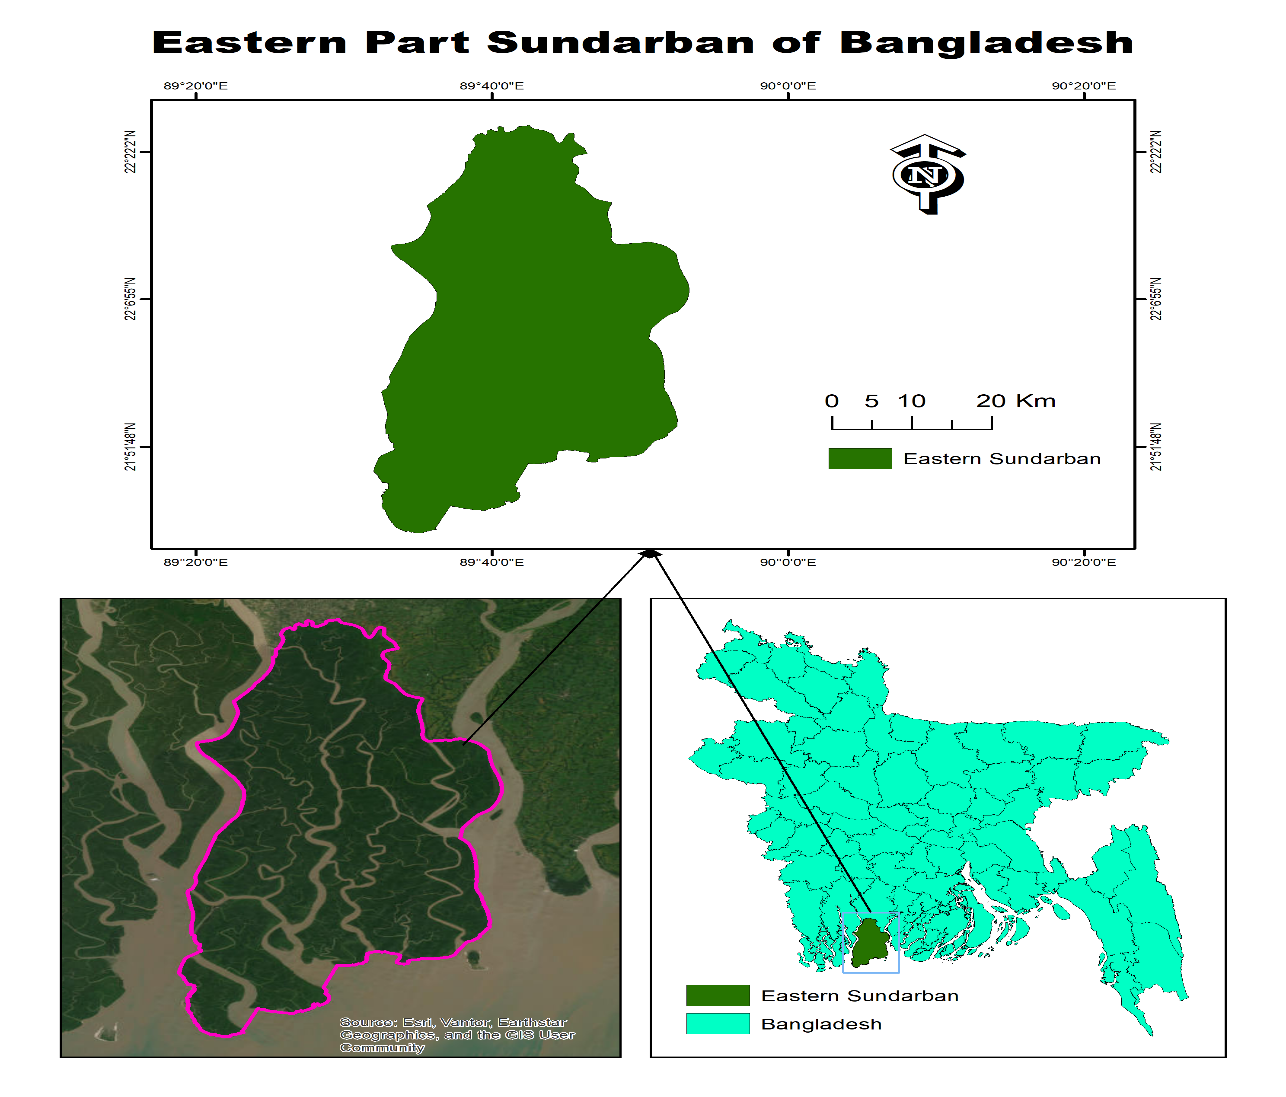 Eastern Part Sundarban of Bangladesh
89°20'0"E 89°40'0"E 90°0'0"E 90°20'0"E
22°22'2"N 22°22'2"N
N
22°6'55"N 22°6'55"N
0 5 10 20 Km
21°51'48"N 21°51'48"N
Eastern Sundarban
89°20'0"E 89°40'0"E 90°0'0"E 90°20'0"E
Source: Esri, Vantor, Earthstar
Geographics, and the GIS User
Community
Eastern Sundarban
Bangladesh